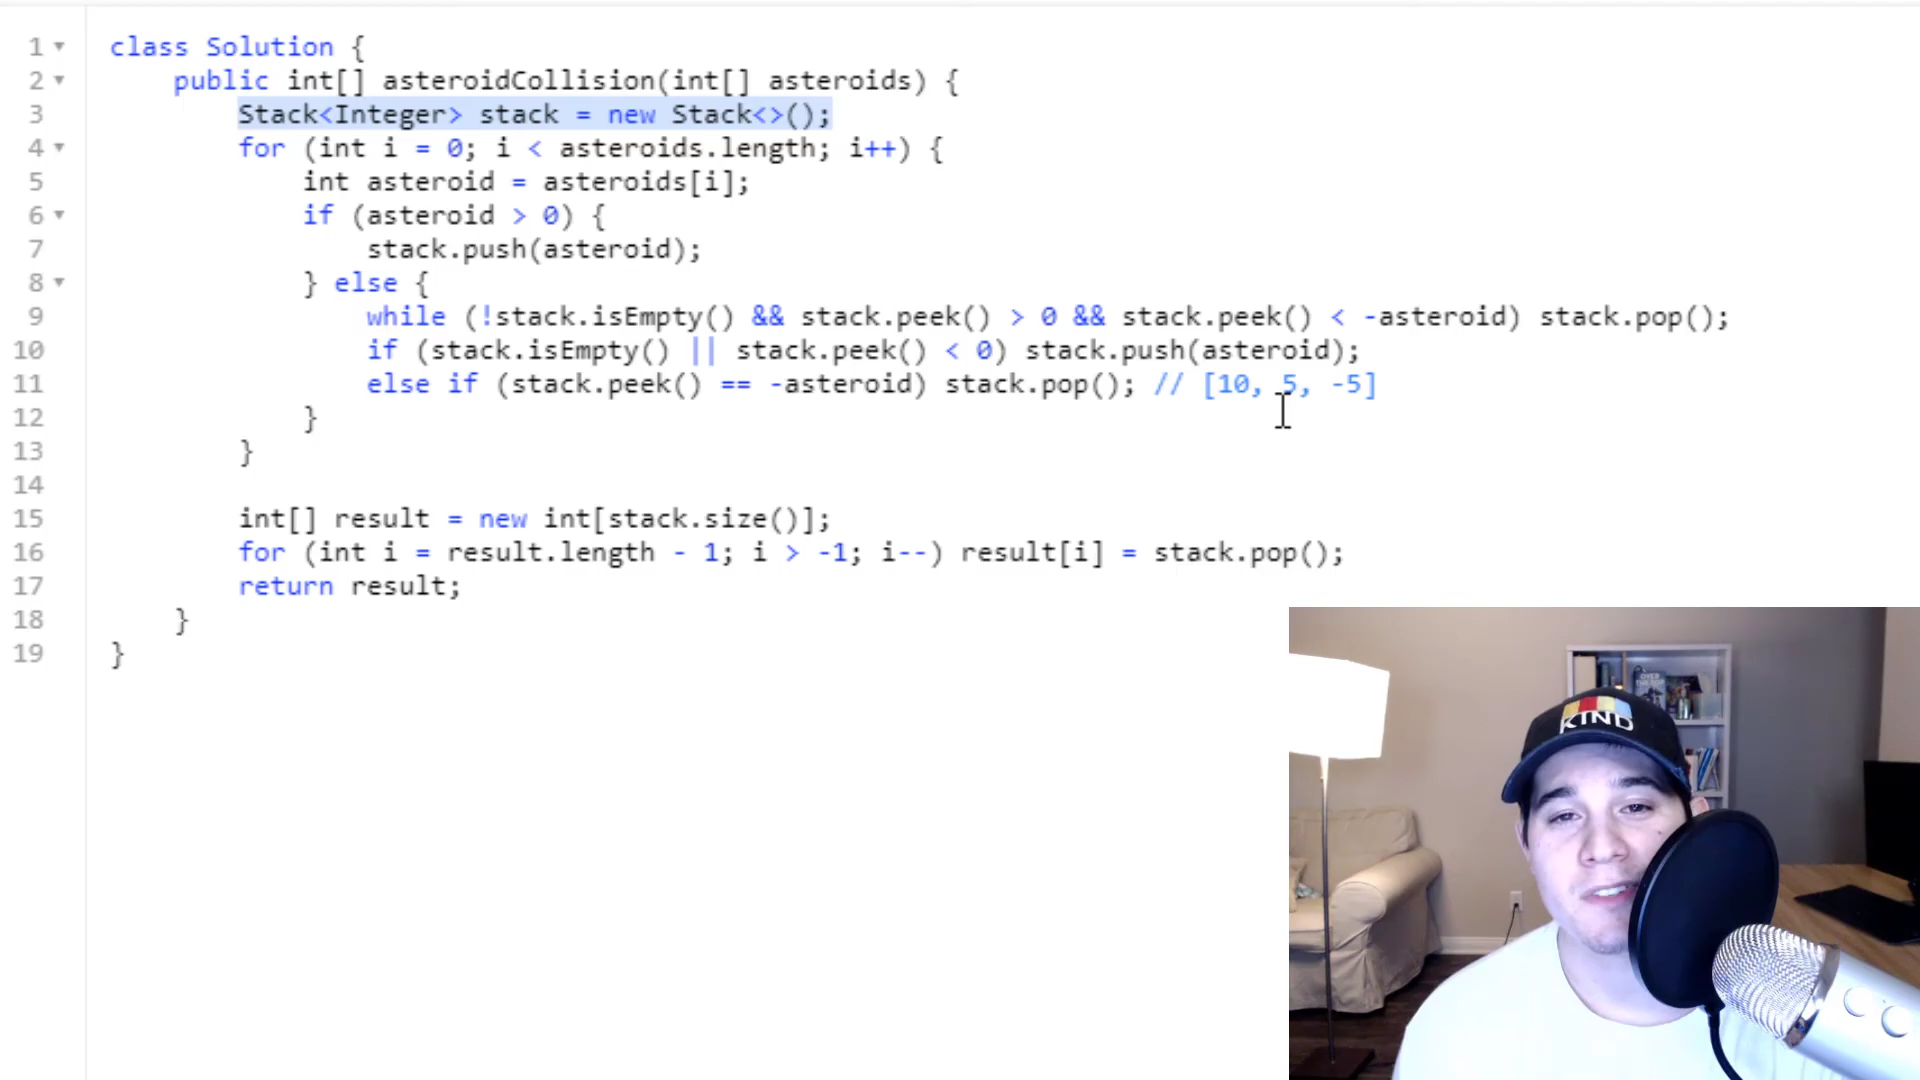 1 class Solution {
2 public int[] asteroidCollision(int[] asteroids) {
3 Stack<Integer> stack = new Stack<>();
4 for (int i = 0; i < asteroids.length; i++) {
5 int asteroid = asteroids[i];
6 if (asteroid > 0) {
7 stack.push(asteroid);
8 } else {
9 while (!stack.isEmpty() && stack.peek() > 0 && stack.peek() < -asteroid) stack.pop();
10 if (stack.isEmpty() || stack.peek() < 0) stack.push(asteroid);
11 else if (stack.peek() == -asteroid) stack.pop(); // [10, 5, -5]
12 }
13 }
14
15 int[] result = new int[stack.size()];
16 for (int i = result.length - 1; i > -1; i--) result[i] = stack.pop();
17 return result;
18 }
19 }
OVER
THE TOP
KIND